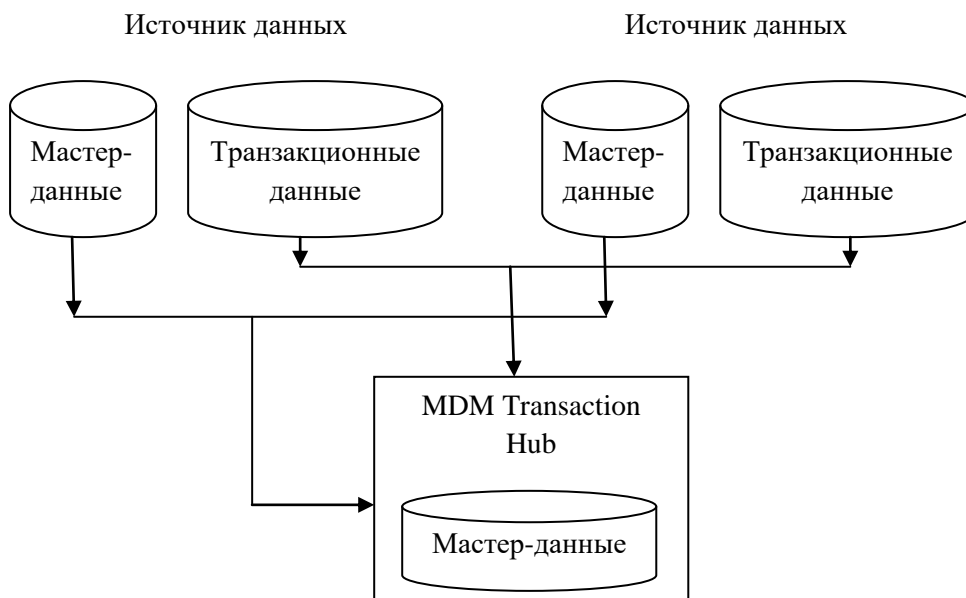 Источник данных
Источник данных
Мастер-
данные
Транзакционные
данные
Мастер-
данные
Транзакционные
данные
MDM Transaction
Hub
Мастер-данные